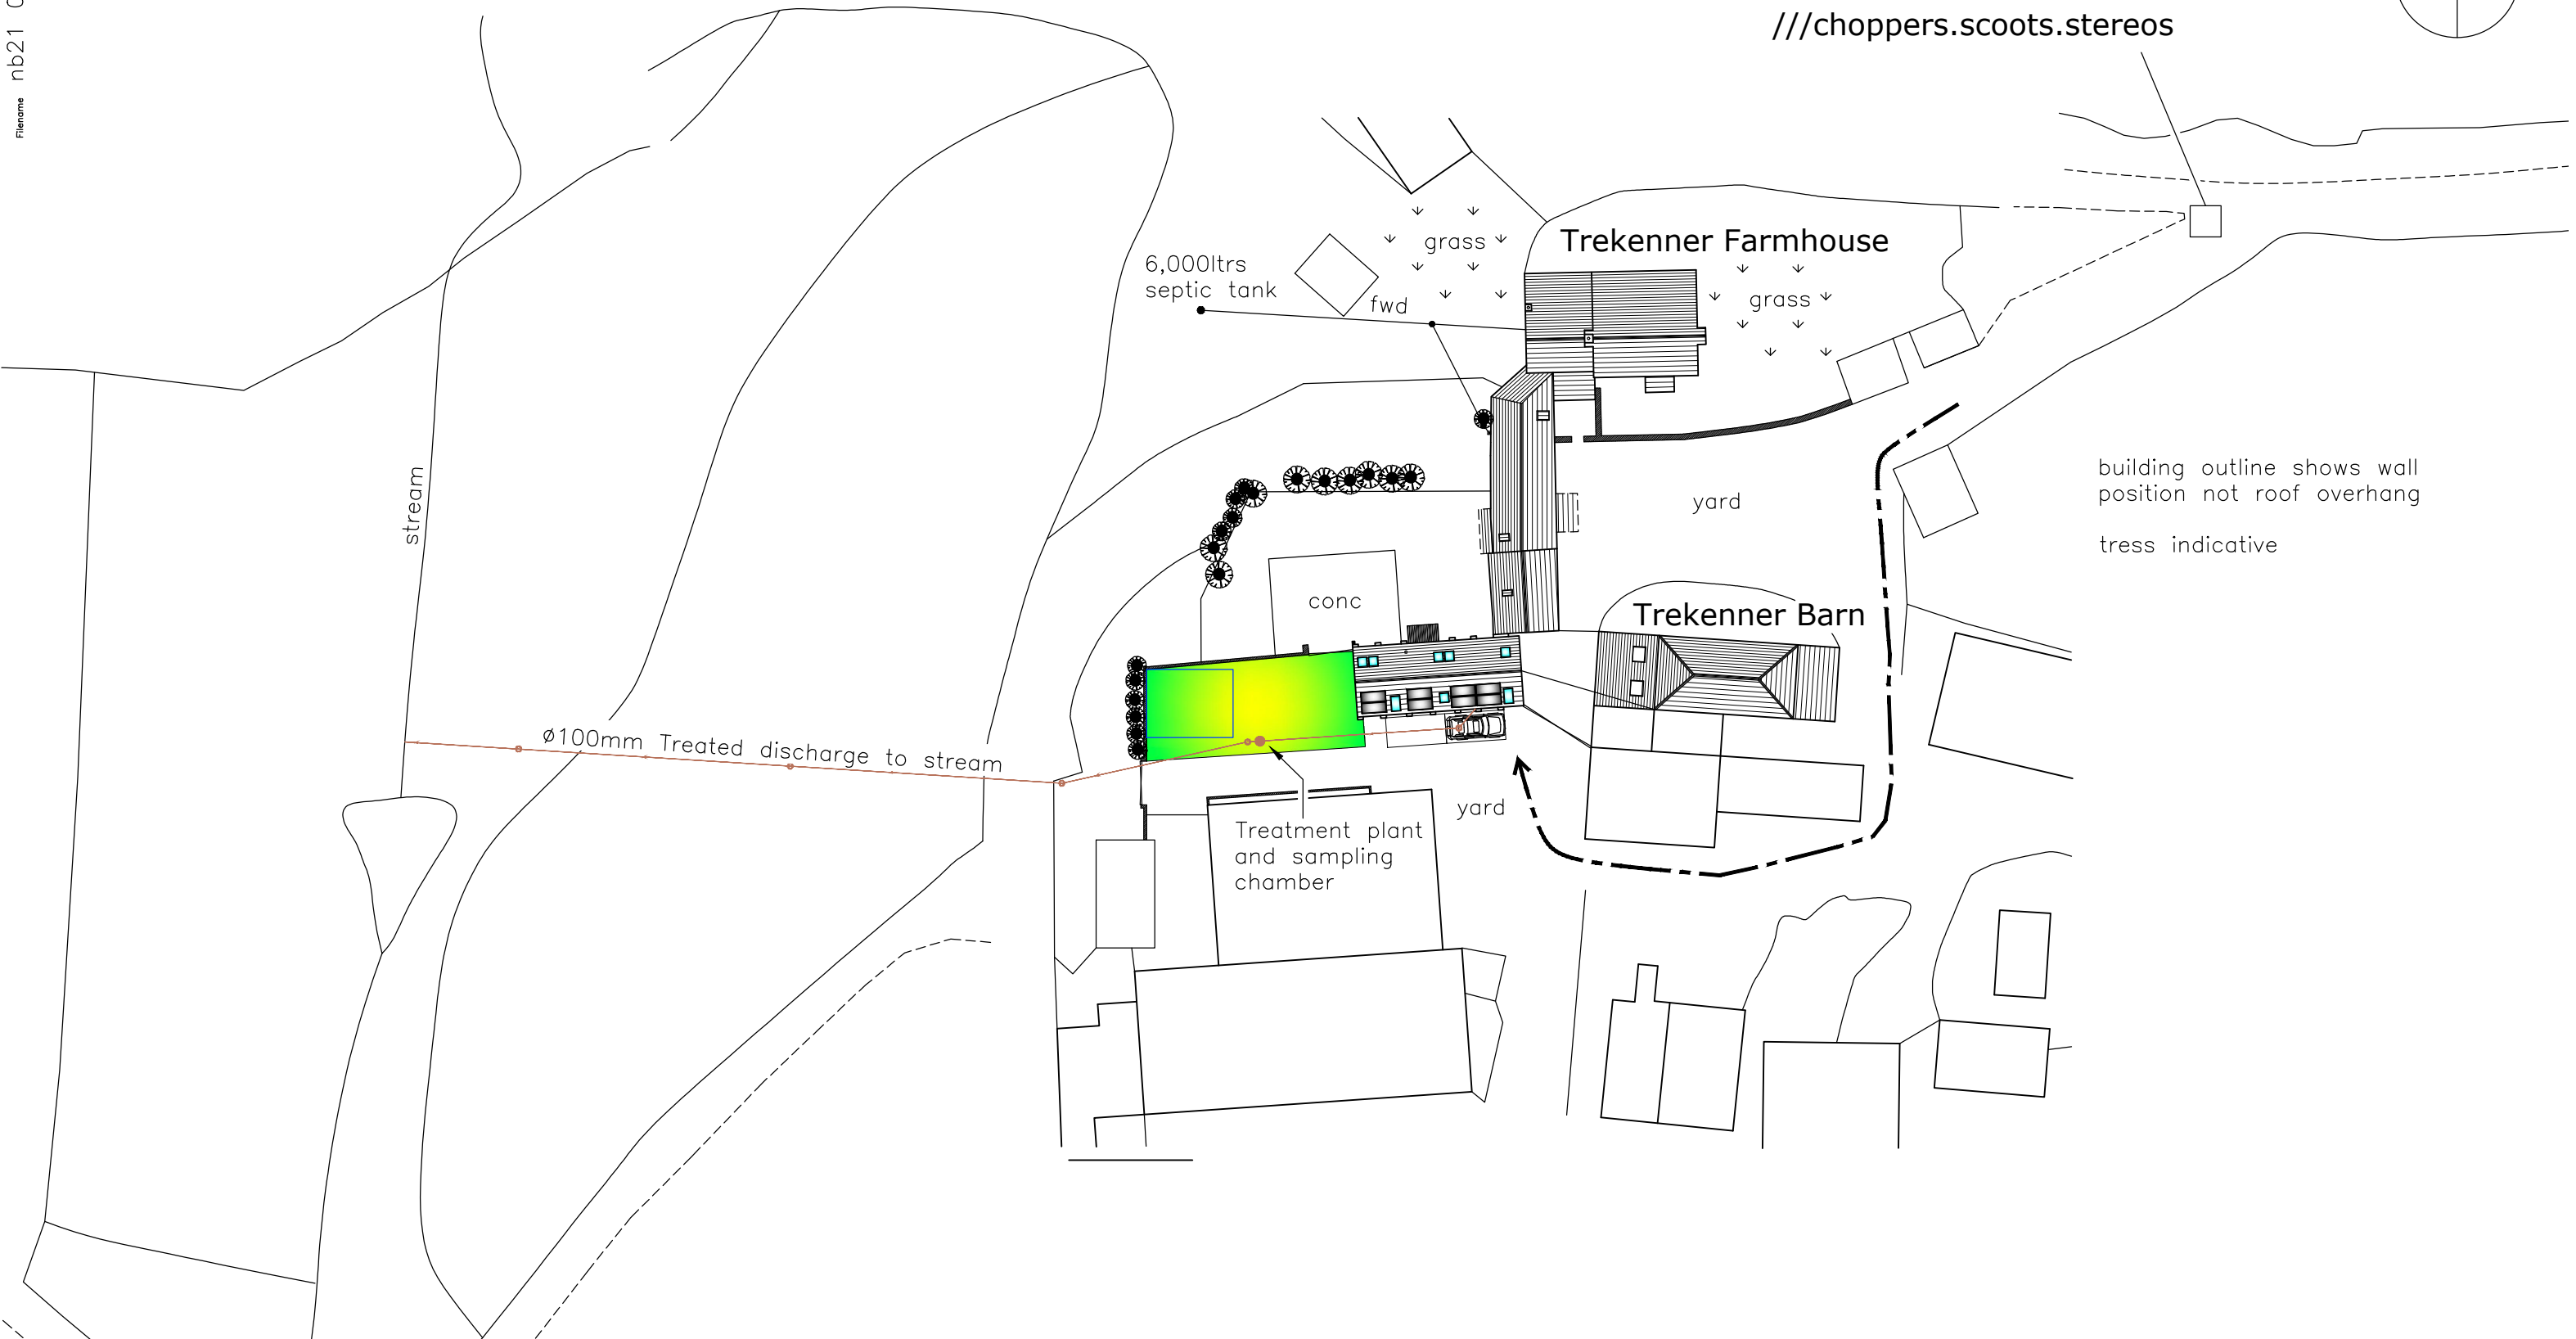 ///choppers.scoots.stereos
Filename nb21
Trekenner Farmhouse
grass
6,000ltrs
septic tank
fwd
grass
building outline shows wall
position not roof overhang
tress indicative
stream
yard
conc
Trekenner Barn
ø100mm Treated discharge to stream
yard
Treatment plant
and sampling
chamber